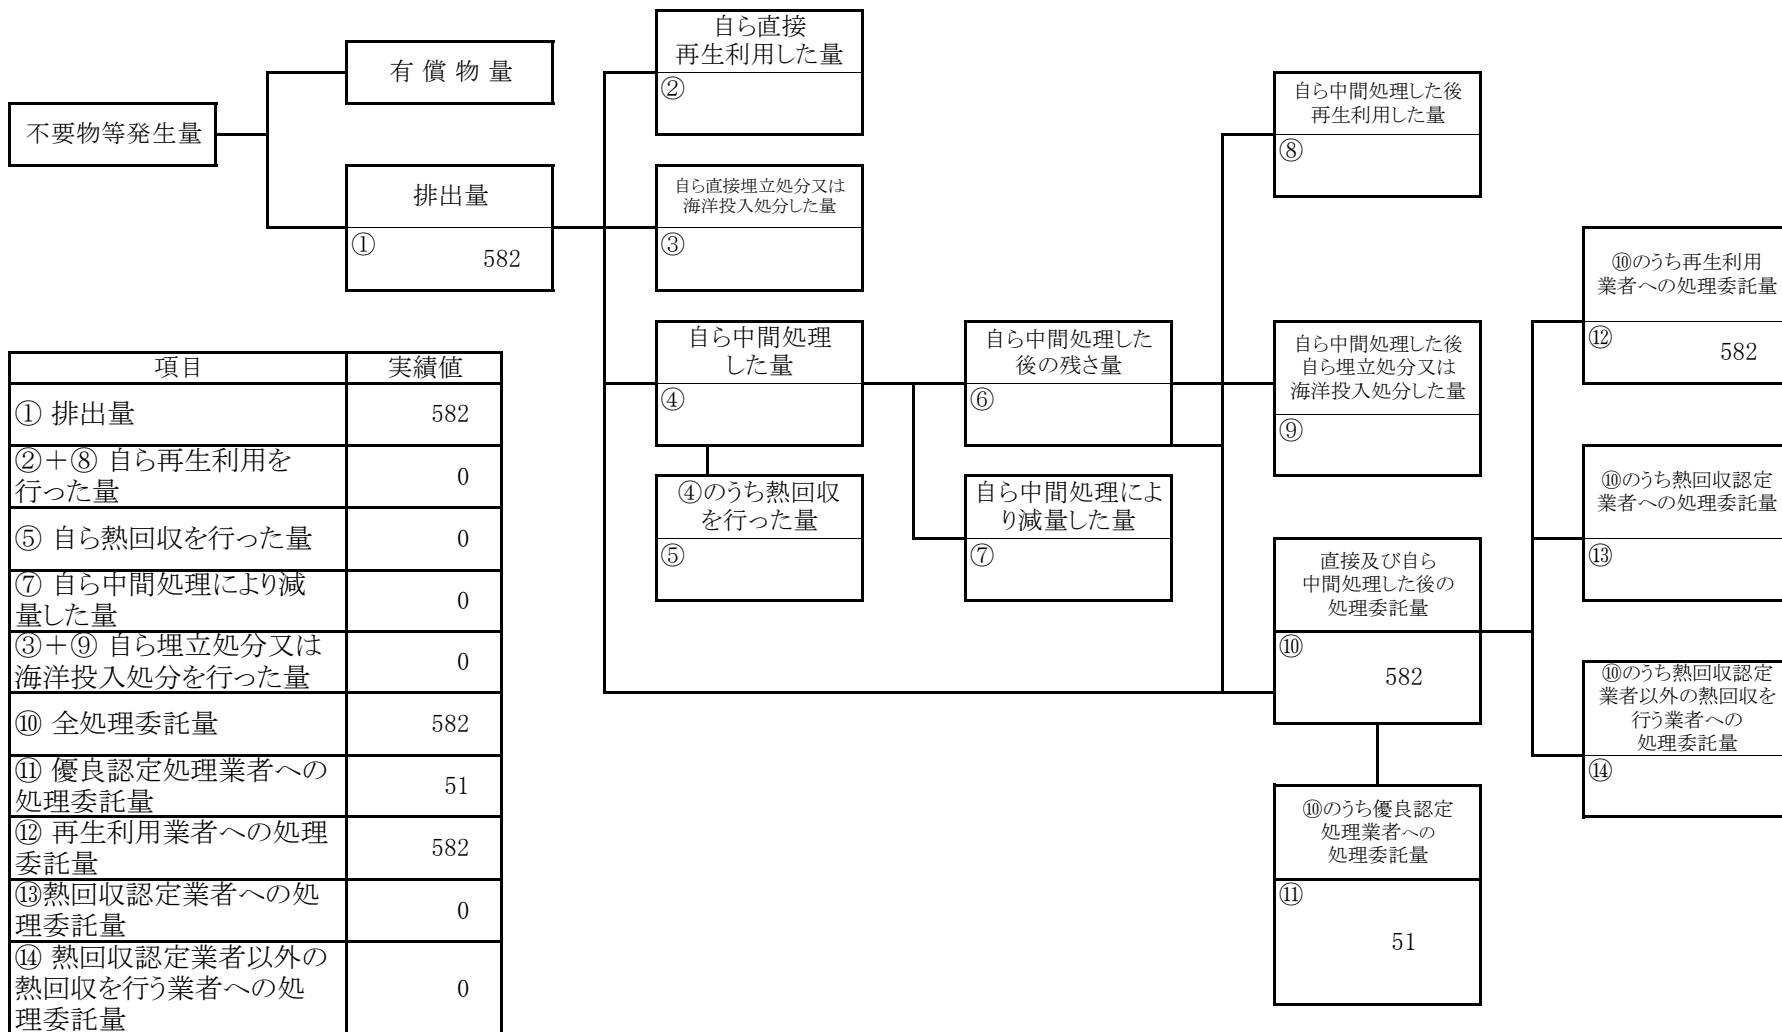 不要物等発生量
有償物量
排出量
①
582
自ら直接
再生利用した量
②
自ら直接埋立処分又は
海洋投入処分した量
③
自ら中間処理
した量
④
④のうち熱回収
を行った量
⑤
自ら中間処理した
後の残さ量
⑥
自ら中間処理によ
り減量した量
⑦
自ら中間処理した後
再生利用した量
⑧
自ら中間処理した後
自ら埋立処分又は
海洋投入処分した量
⑨
直接及び自ら
中間処理した後の
処理委託量
⑩
582
⑩のうち優良認定
処理業者への
処理委託量
⑪
51
⑩のうち再生利用
業者への処理委託量
⑫
582
⑩のうち熱回収認定
業者への処理委託量
⑬
⑩のうち熱回収認定
業者以外の熱回収を
行う業者への
処理委託量
⑭
項目 実績値
① 排出量 582
②+⑧ 自ら再生利用を
行った量 0
⑤ 自ら熱回収を行った量 0
⑦ 自ら中間処理により減
量した量 0
③+⑨ 自ら埋立処分又は
海洋投入処分を行った量 0
⑩ 全処理委託量 582
⑪ 優良認定処理業者への
処理委託量 51
⑫ 再生利用業者への処理
委託量 582
⑬熱回収認定業者への処
理委託量 0
⑭ 熱回収認定業者以外の
熱回収を行う業者への処 0
理委託量